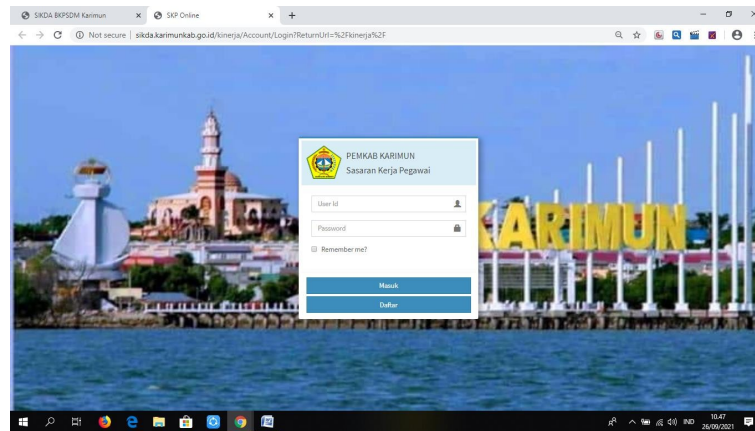 SIKDA BKPSDM Karimun
SKP Online
Not secure | sikda.karimunkab.go.id/kinerja/Account/Login?ReturnUrl=%2Fkinerja%2F
PEMKAB KARIMUN
Sasaran Kerja Pegawai
User Id
Password
Remember me?
Masuk
Daftar
KARIMUN
IND
10.47
26/09/2021